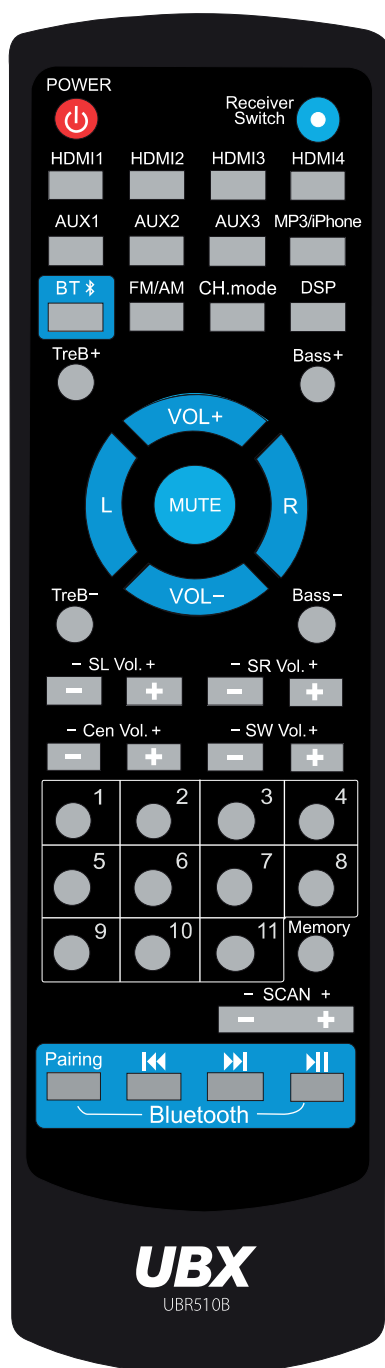 POWER
Receiver
Switch
HDMI1 HDMI2 HDMI3 HDMI4
AUX1 AUX2 AUX3 MP3/iPhone
BT FM/AM CH.mode DSP
TreB+ Bass+
VOL+
L MUTE R
VOL−
TreB− Bass−
− SL Vol. + − SR Vol. +
− + − +
− Cen Vol. + − SW Vol. +
− + − +
1 2 3 4
5 6 7 8
9 10 11 Memory
− SCAN +
− +
Pairing
Bluetooth
UBX
UBR510B